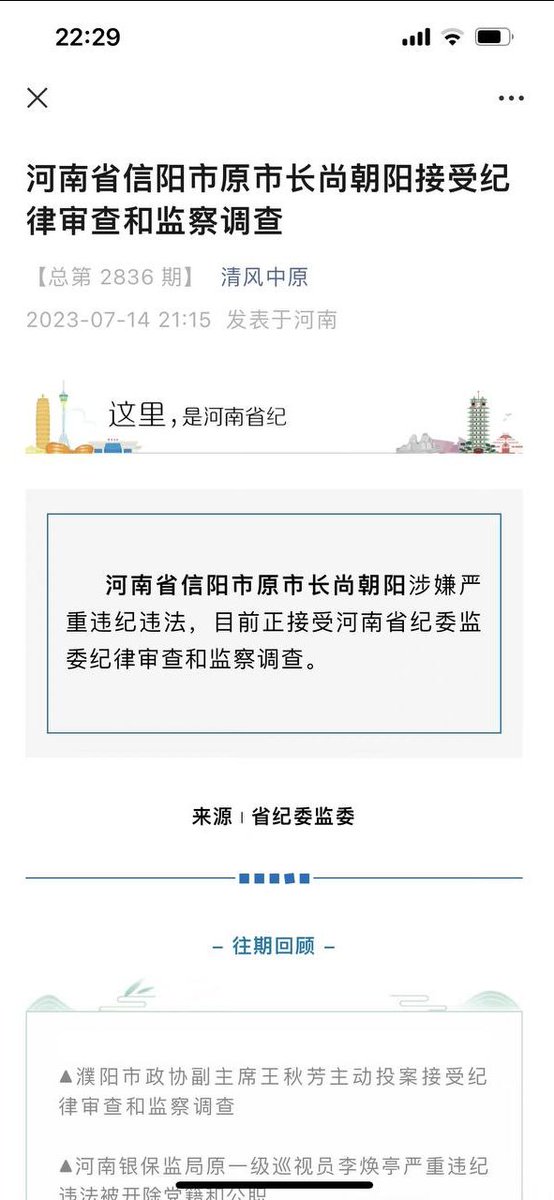 22:29
河南省信阳市原市长尚朝阳接受纪
律审查和监察调查
【总第 2836 期】 清风中原
2023-07-14 21:15 发表于河南
这里,是河南省纪
河南省信阳市原市长尚朝阳涉嫌严
重违纪违法，目前正接受河南省纪委监
委纪律审查和监察调查。
来源 | 省纪委监委
– 往期回顾 –
▲濮阳市政协副主席王秋芳主动投案接受纪
律审查和监察调查
▲河南银保监局原一级巡视员李焕亭严重违纪
违法被开除党籍和公职